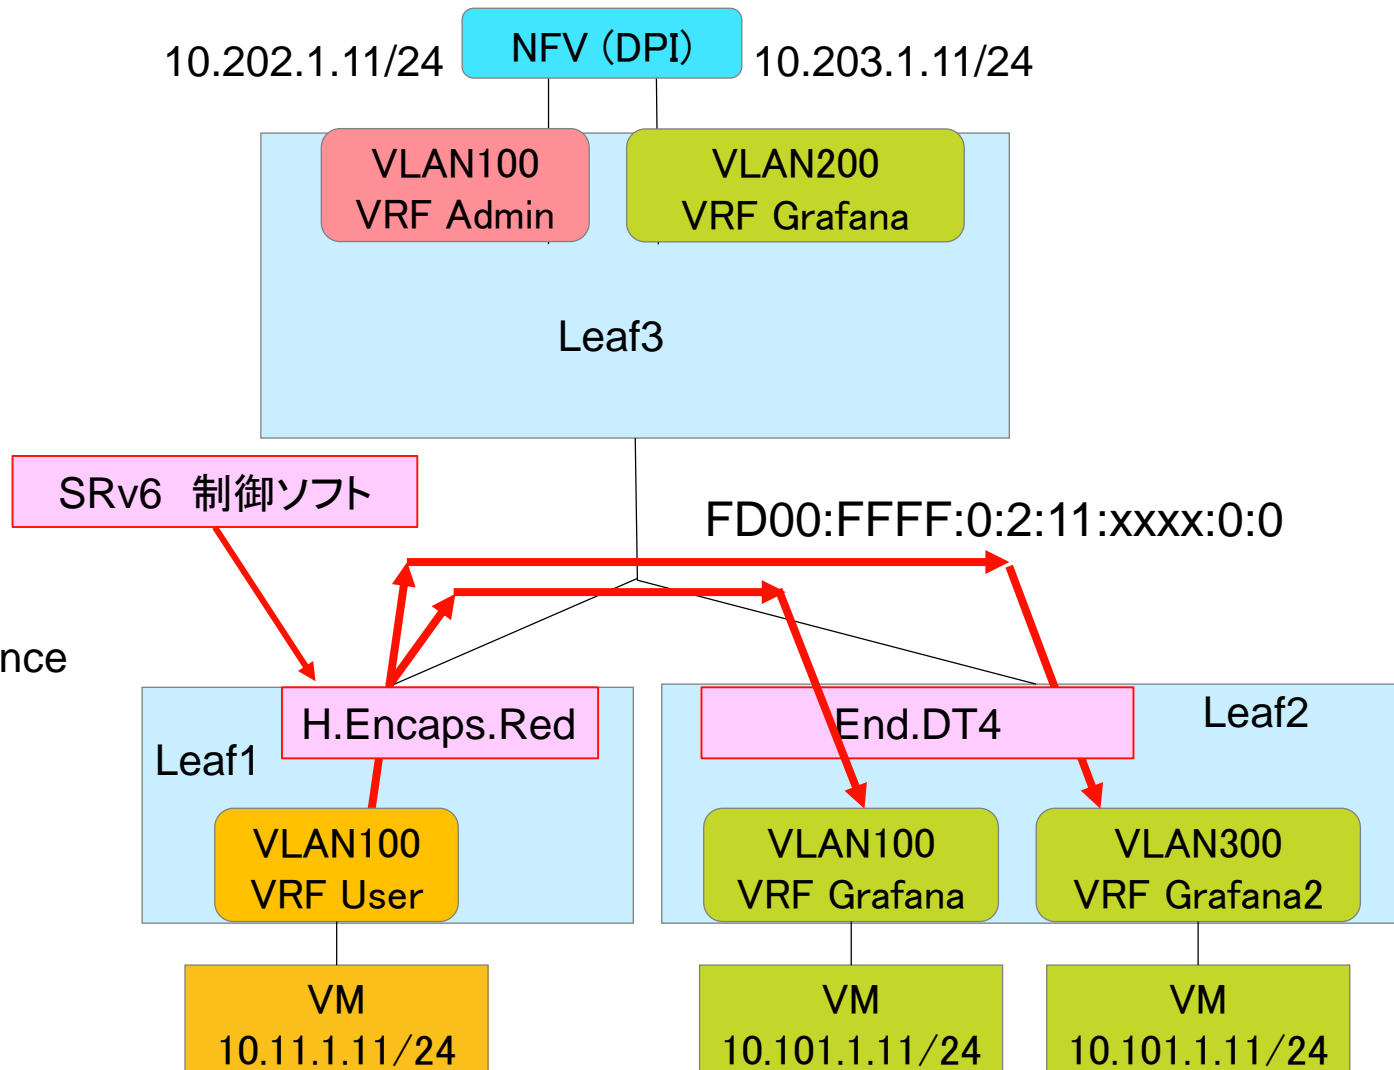 NFV (DPI)
10.202.1.11/24
10.203.1.11/24
VLAN100
VRF Admin
VLAN200
VRF Grafana
Leaf3
SRv6 制御ソフト
FD00:FFFF:0:2:11:xxxx:0:0
nce
H.Encaps.Red
End.DT4
Leaf2
Leaf1
VLAN100
VRF User
VLAN100
VRF Grafana
VLAN300
VRF Grafana2
VM
10.11.1.11/24
VM
10.101.1.11/24
VM
10.101.1.11/24